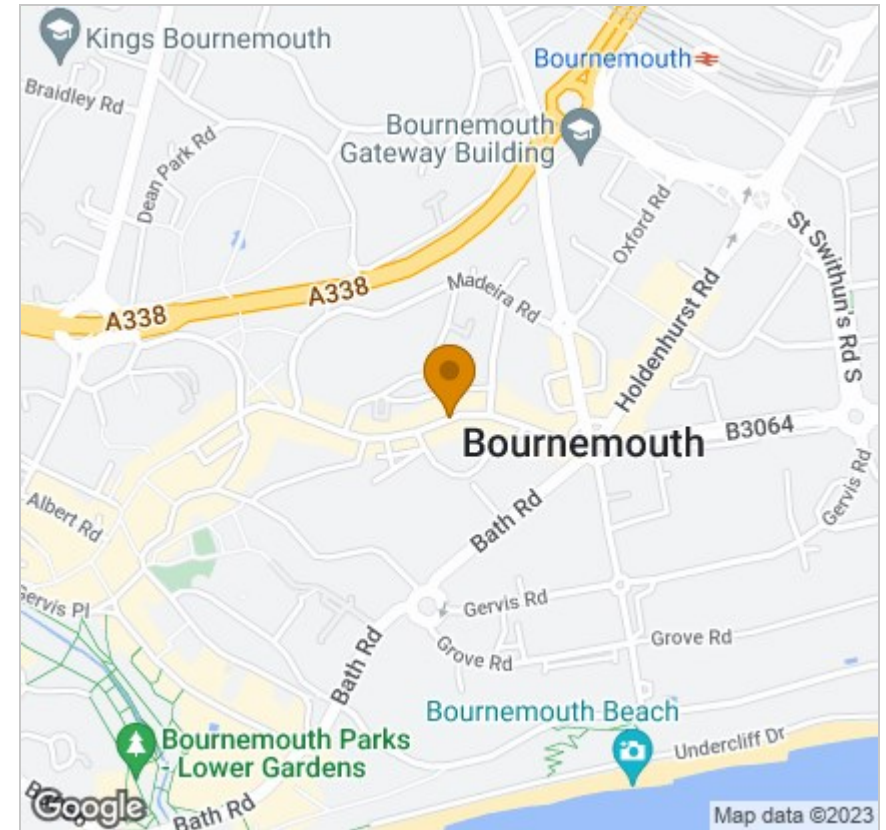 Kings Bournemouth
Bournemouth
Braidley Rd
Bournemouth
Gateway Building
Dean Park Rd
Oxford Rd
St Swithun's Rd S
A338
A338
Madeira Rd
Holdenhurst Rd
Bournemouth
B3064
Gervis Rd
Albert Rd
Bath Rd
Gervis Pl
Gervis Rd
Grove Rd
Grove Rd
Bath Rd
Bournemouth Beach
Undercliff Dr
Bournemouth Parks
- Lower Gardens
Bath Rd
Google
Map data ©2023